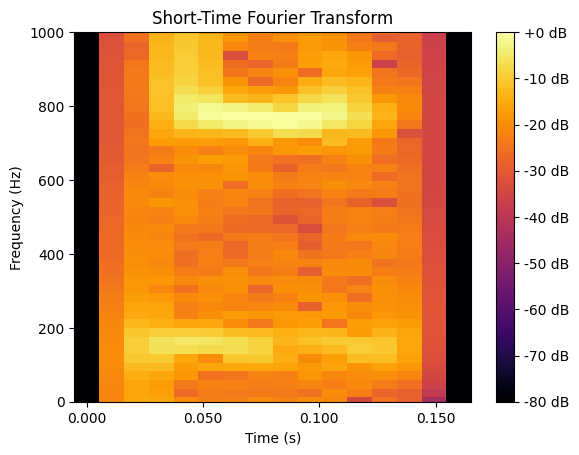 Short-Time Fourier Transform
1000
800
600
400
200
0
Frequency (Hz)
0.000
0.050
0.100
0.150
Time (s)
+0 dB
-10 dB
-20 dB
-30 dB
-40 dB
-50 dB
-60 dB
-70 dB
-80 dB